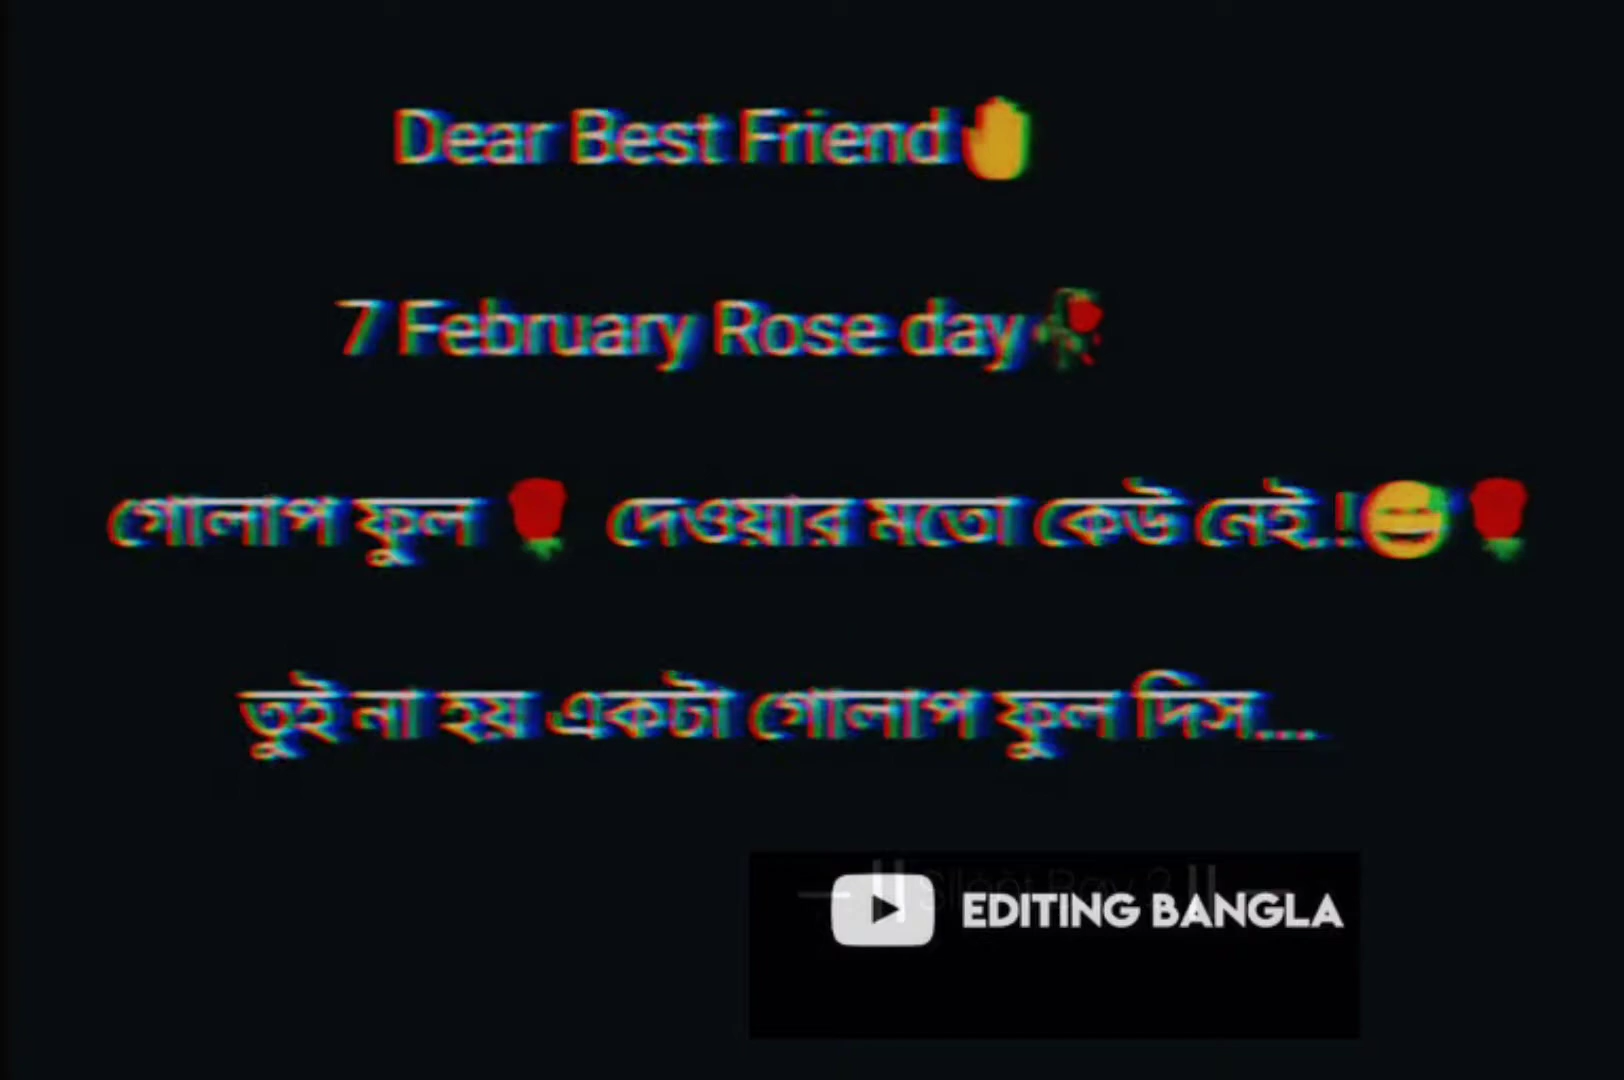 Dear Best Friend🤚
7 February Rose day🥀
গোলাপ ফুল 🌹 দেওয়ার মতো কেউ নেই.!😅🌹
তুই না হয় একটা গোলাপ ফুল দিস...
EDITING BANGLA